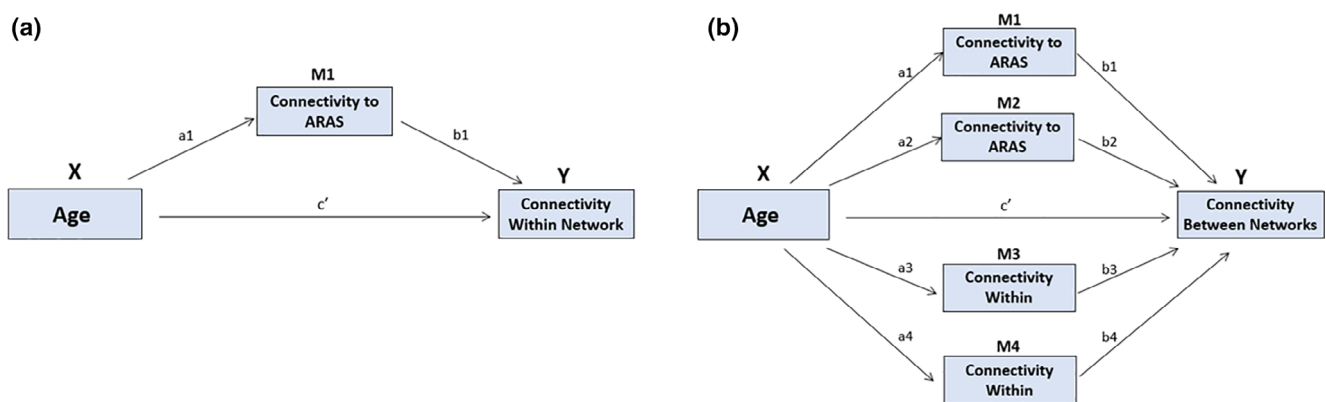 (a)
M1
Connectivity to
ARAS
a1
b1
X
Y
Age
c'
Connectivity
Within Network
(b)
M1
Connectivity to
ARAS
a1
b1
M2
Connectivity to
ARAS
a2
b2
X
Y
Age
c'
Connectivity
Between Networks
M3
a3
Connectivity
Within
b3
M4
a4
Connectivity
Within
b4